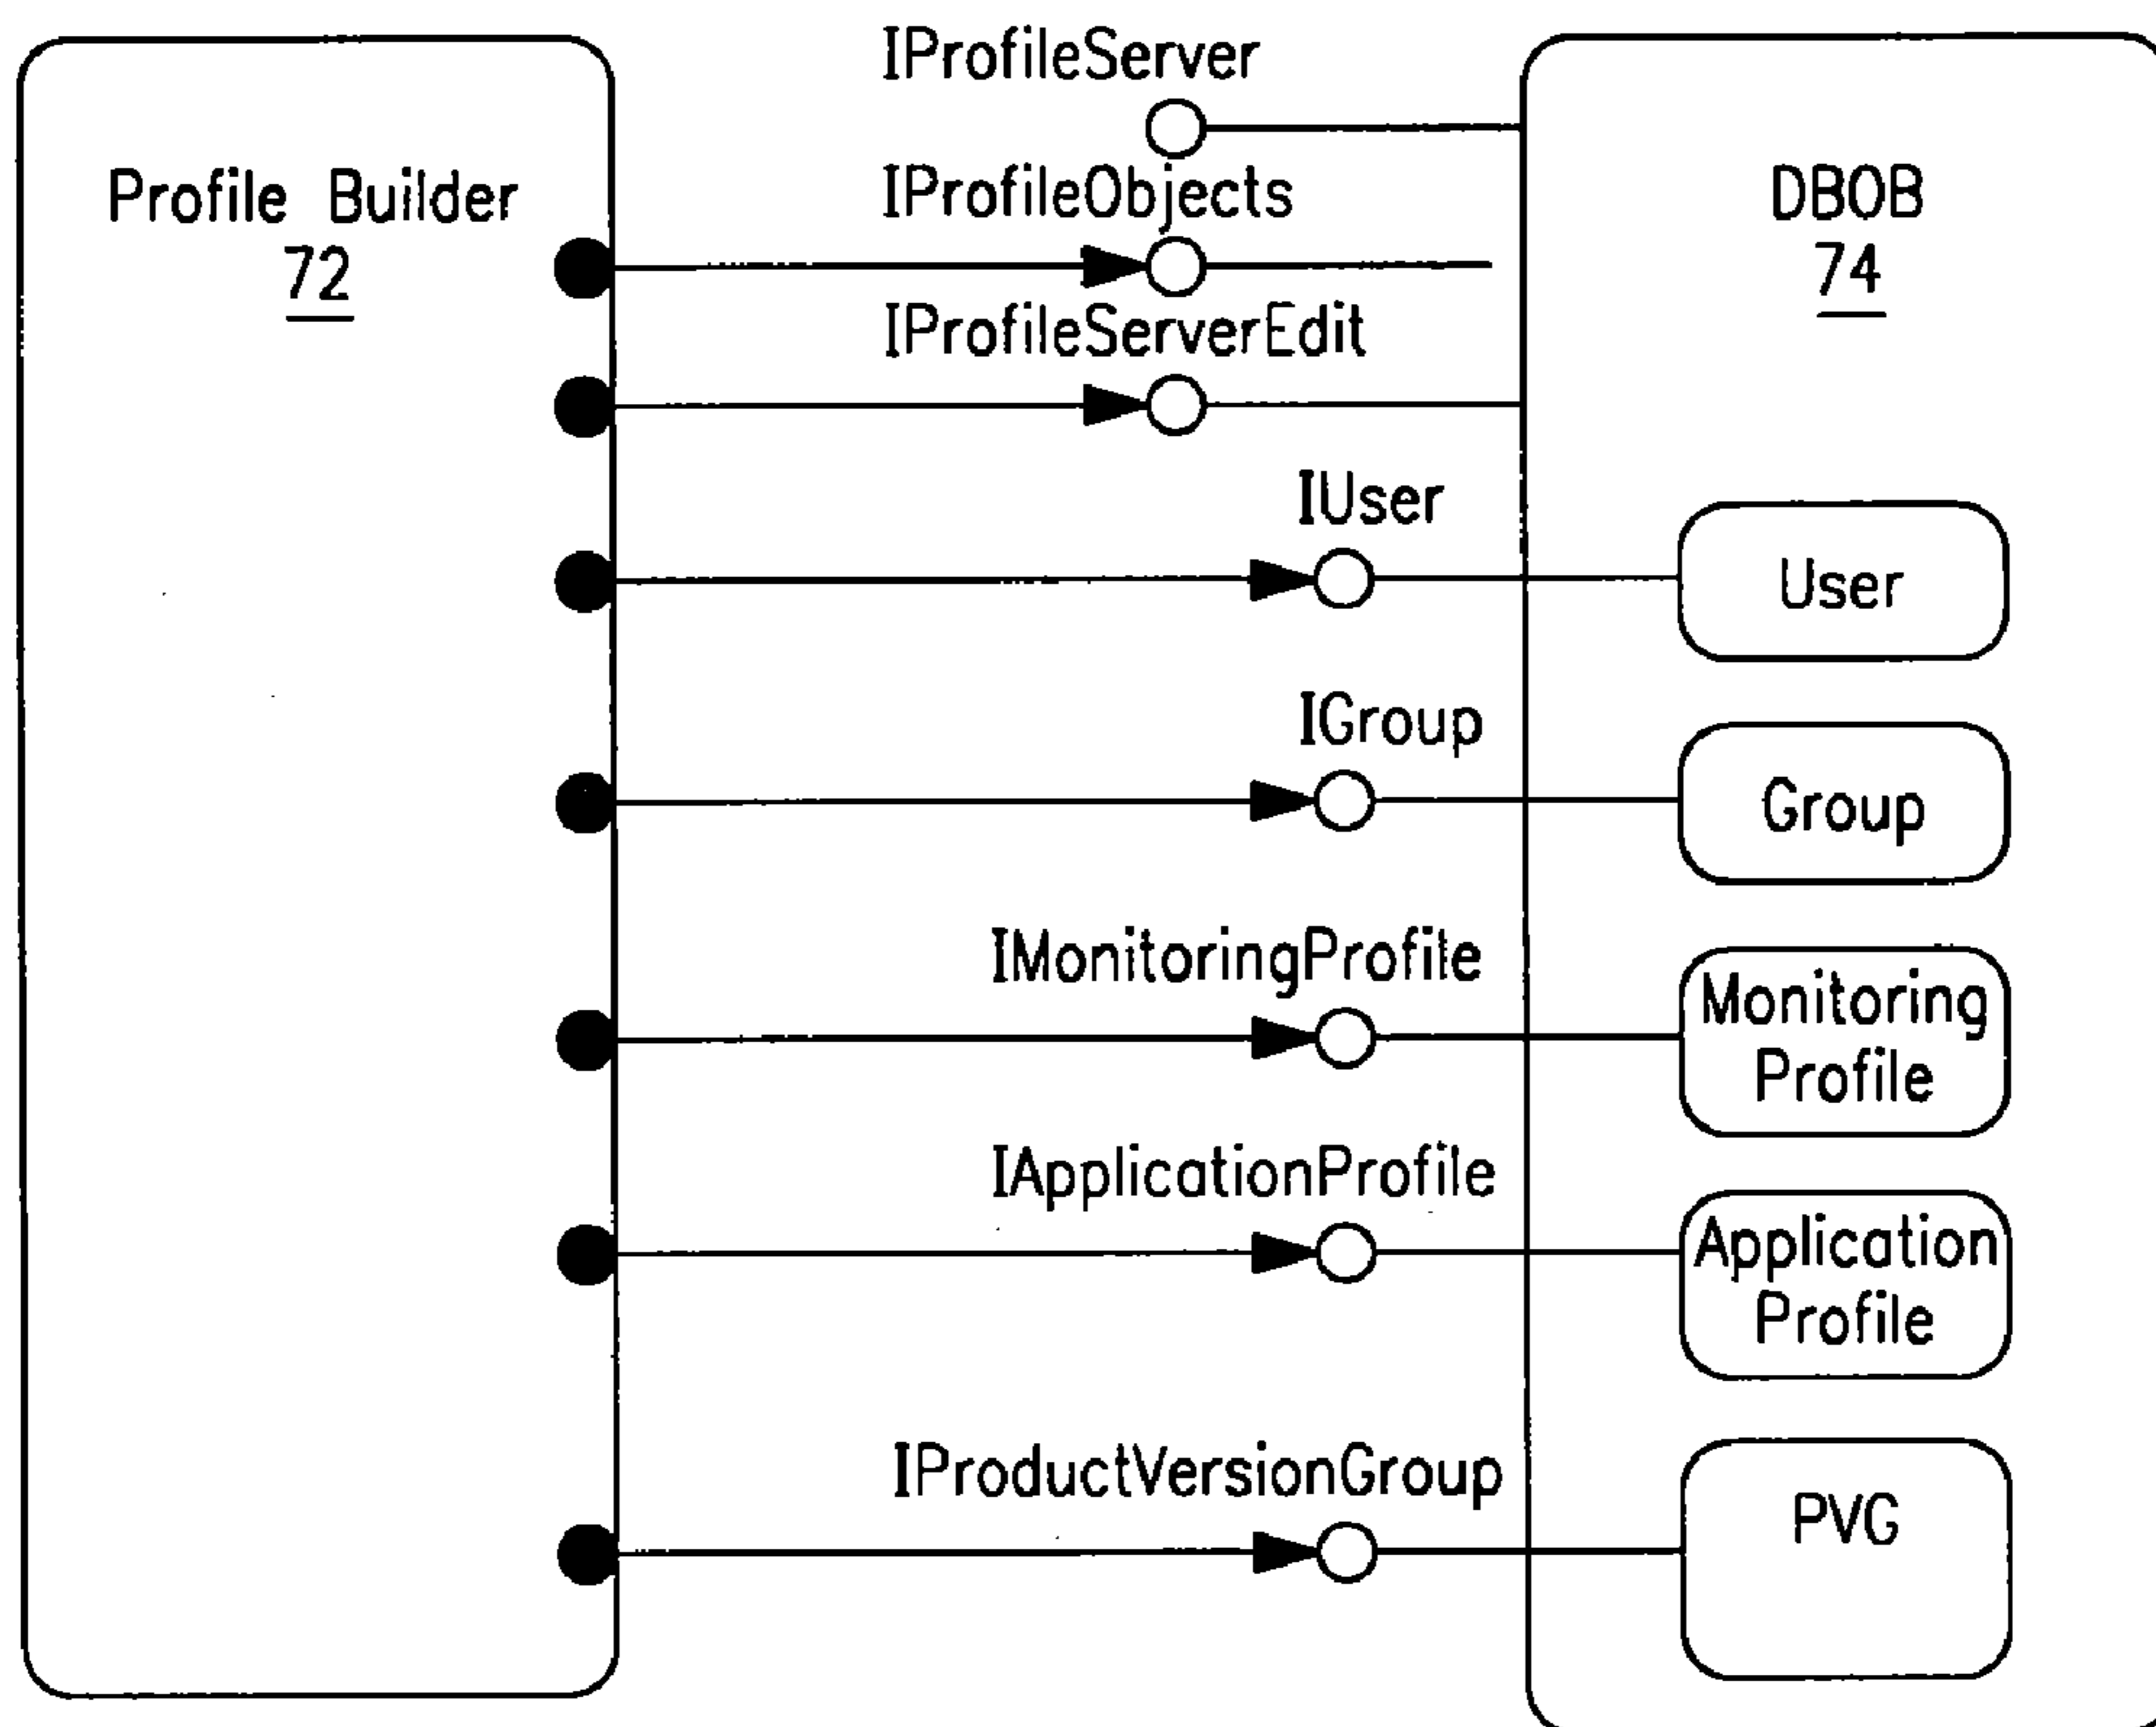 IProfileServer
Profile Builder
72
IProfileObjects
DBOB
74
IProfileServerEdit
IUser
User
IGroup
Group
IMonitoringProfile
Monitoring
Profile
IApplicationProfile
Application
Profile
IProductVersionGroup
PVG